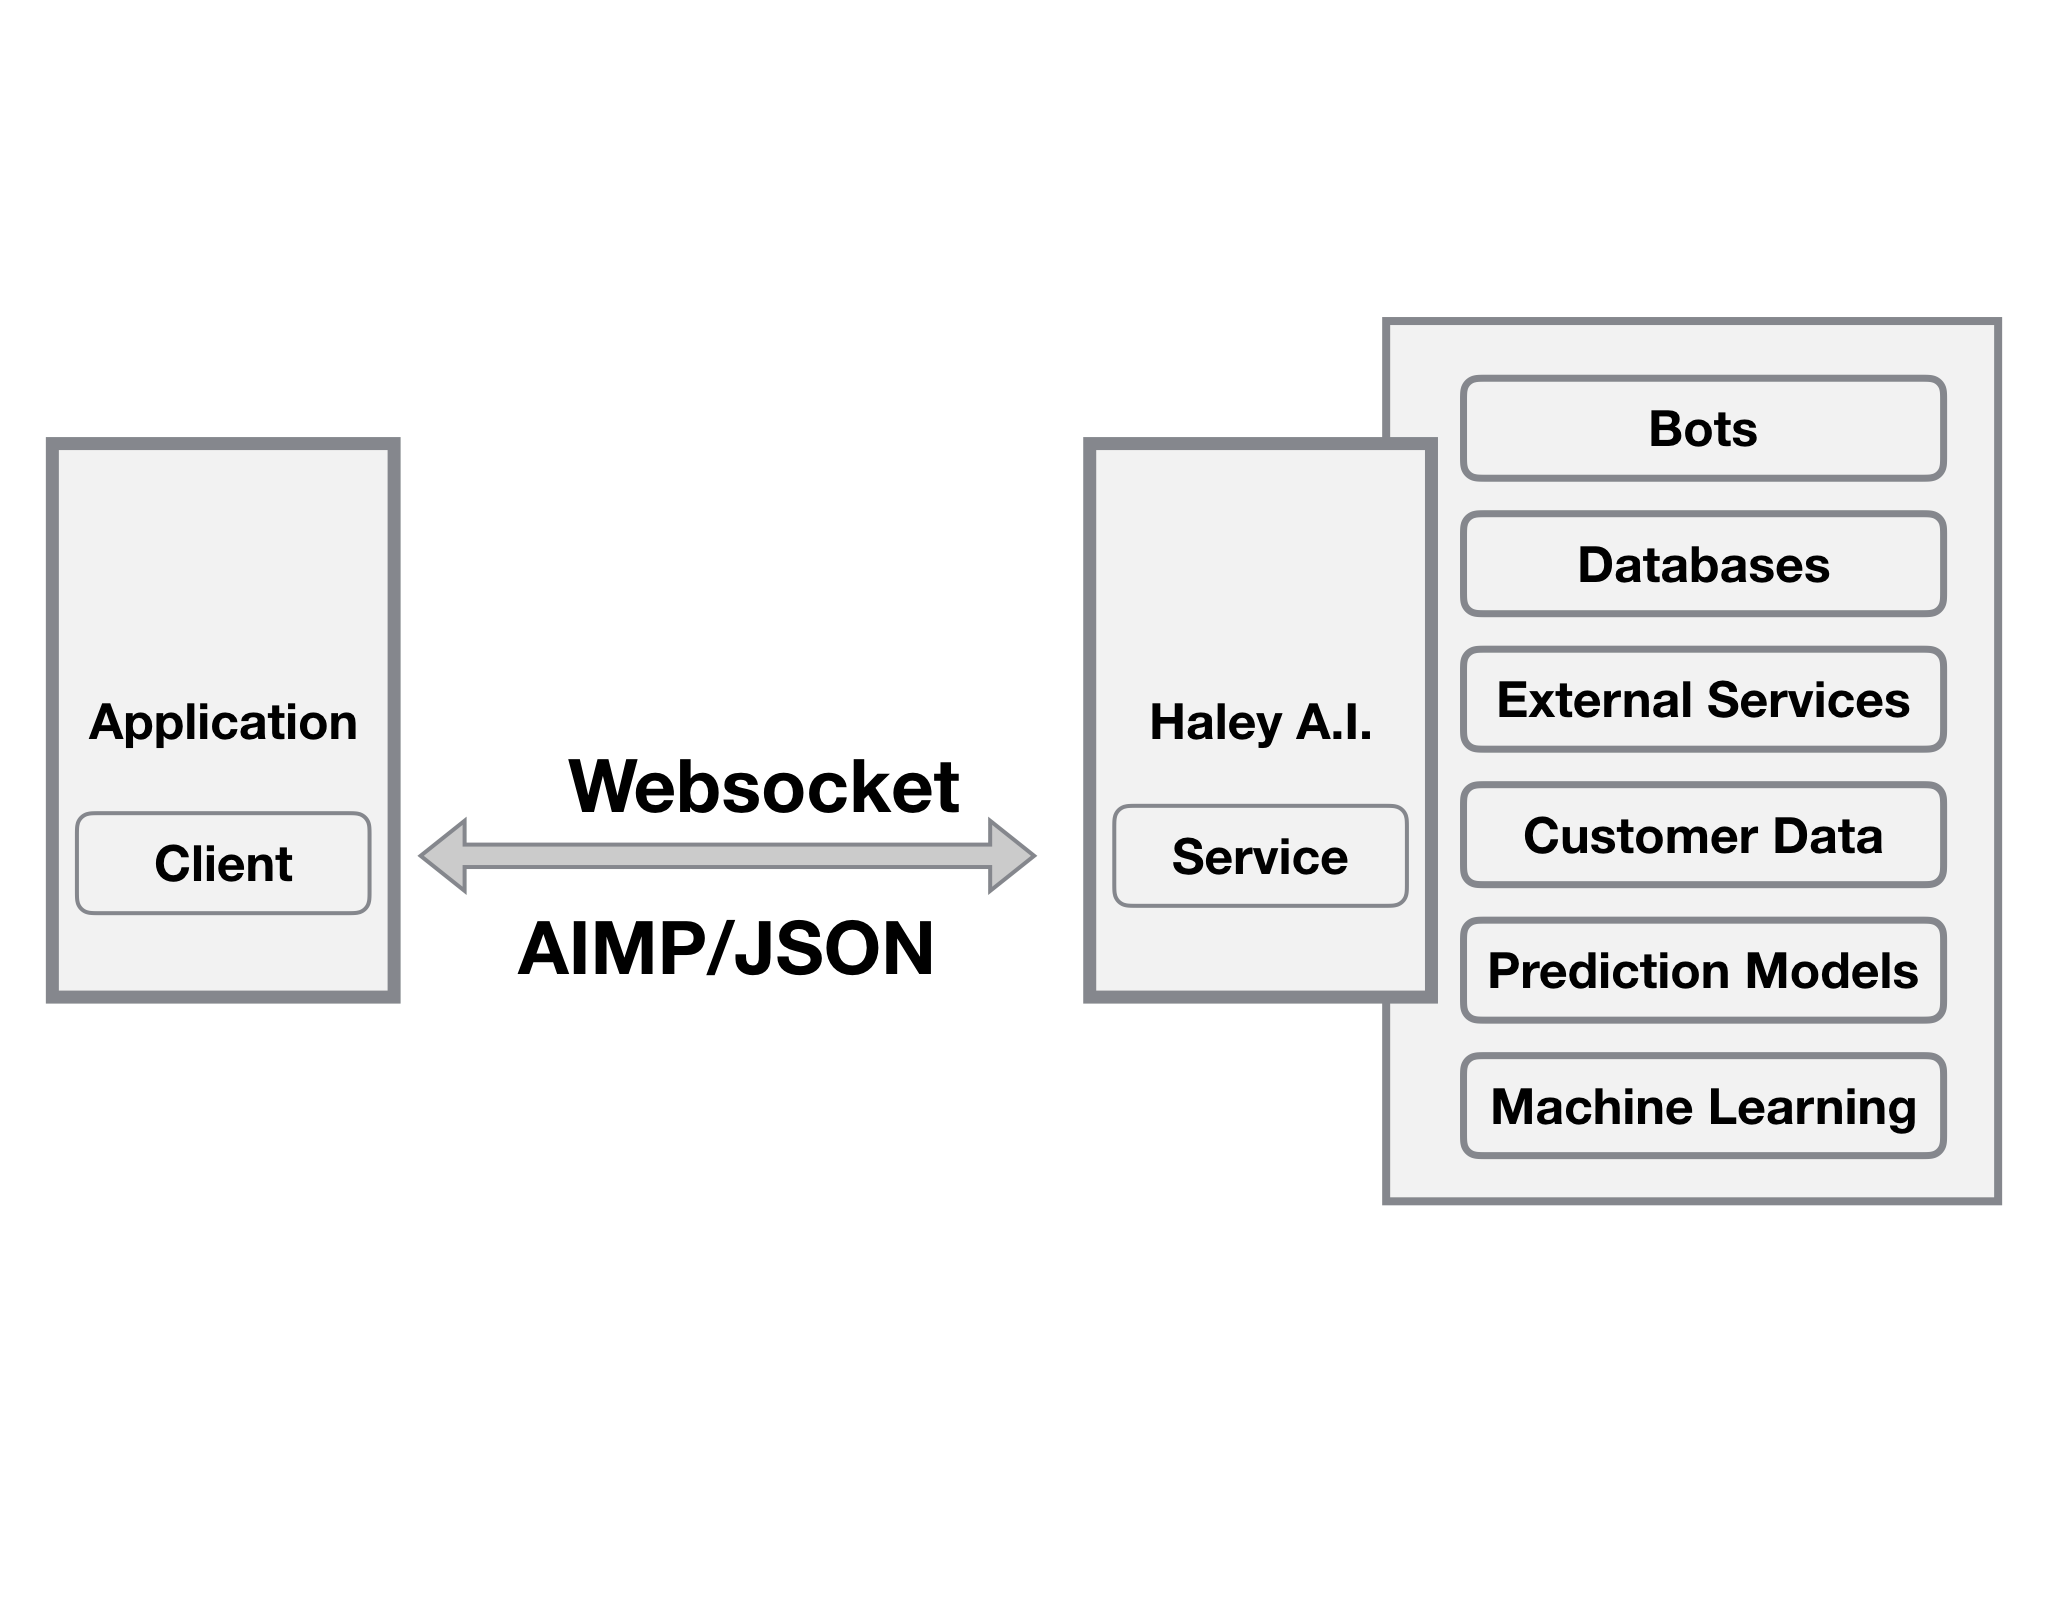 Application
Client
Websocket
AIMP/JSON
Haley A.I.
Service
Bots
Databases
External Services
Customer Data
Prediction Models
Machine Learning